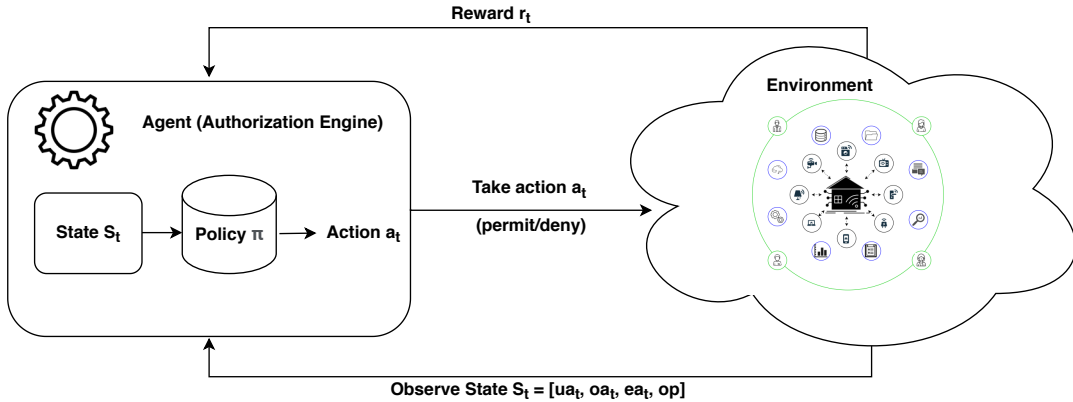 Reward r_t
Environment
Agent (Authorization Engine)
State S_t
Policy π
Action a_t
Take action a_t
(permit/deny)
Observe State S_t = [ua_t, oa_t, ea_t, op]